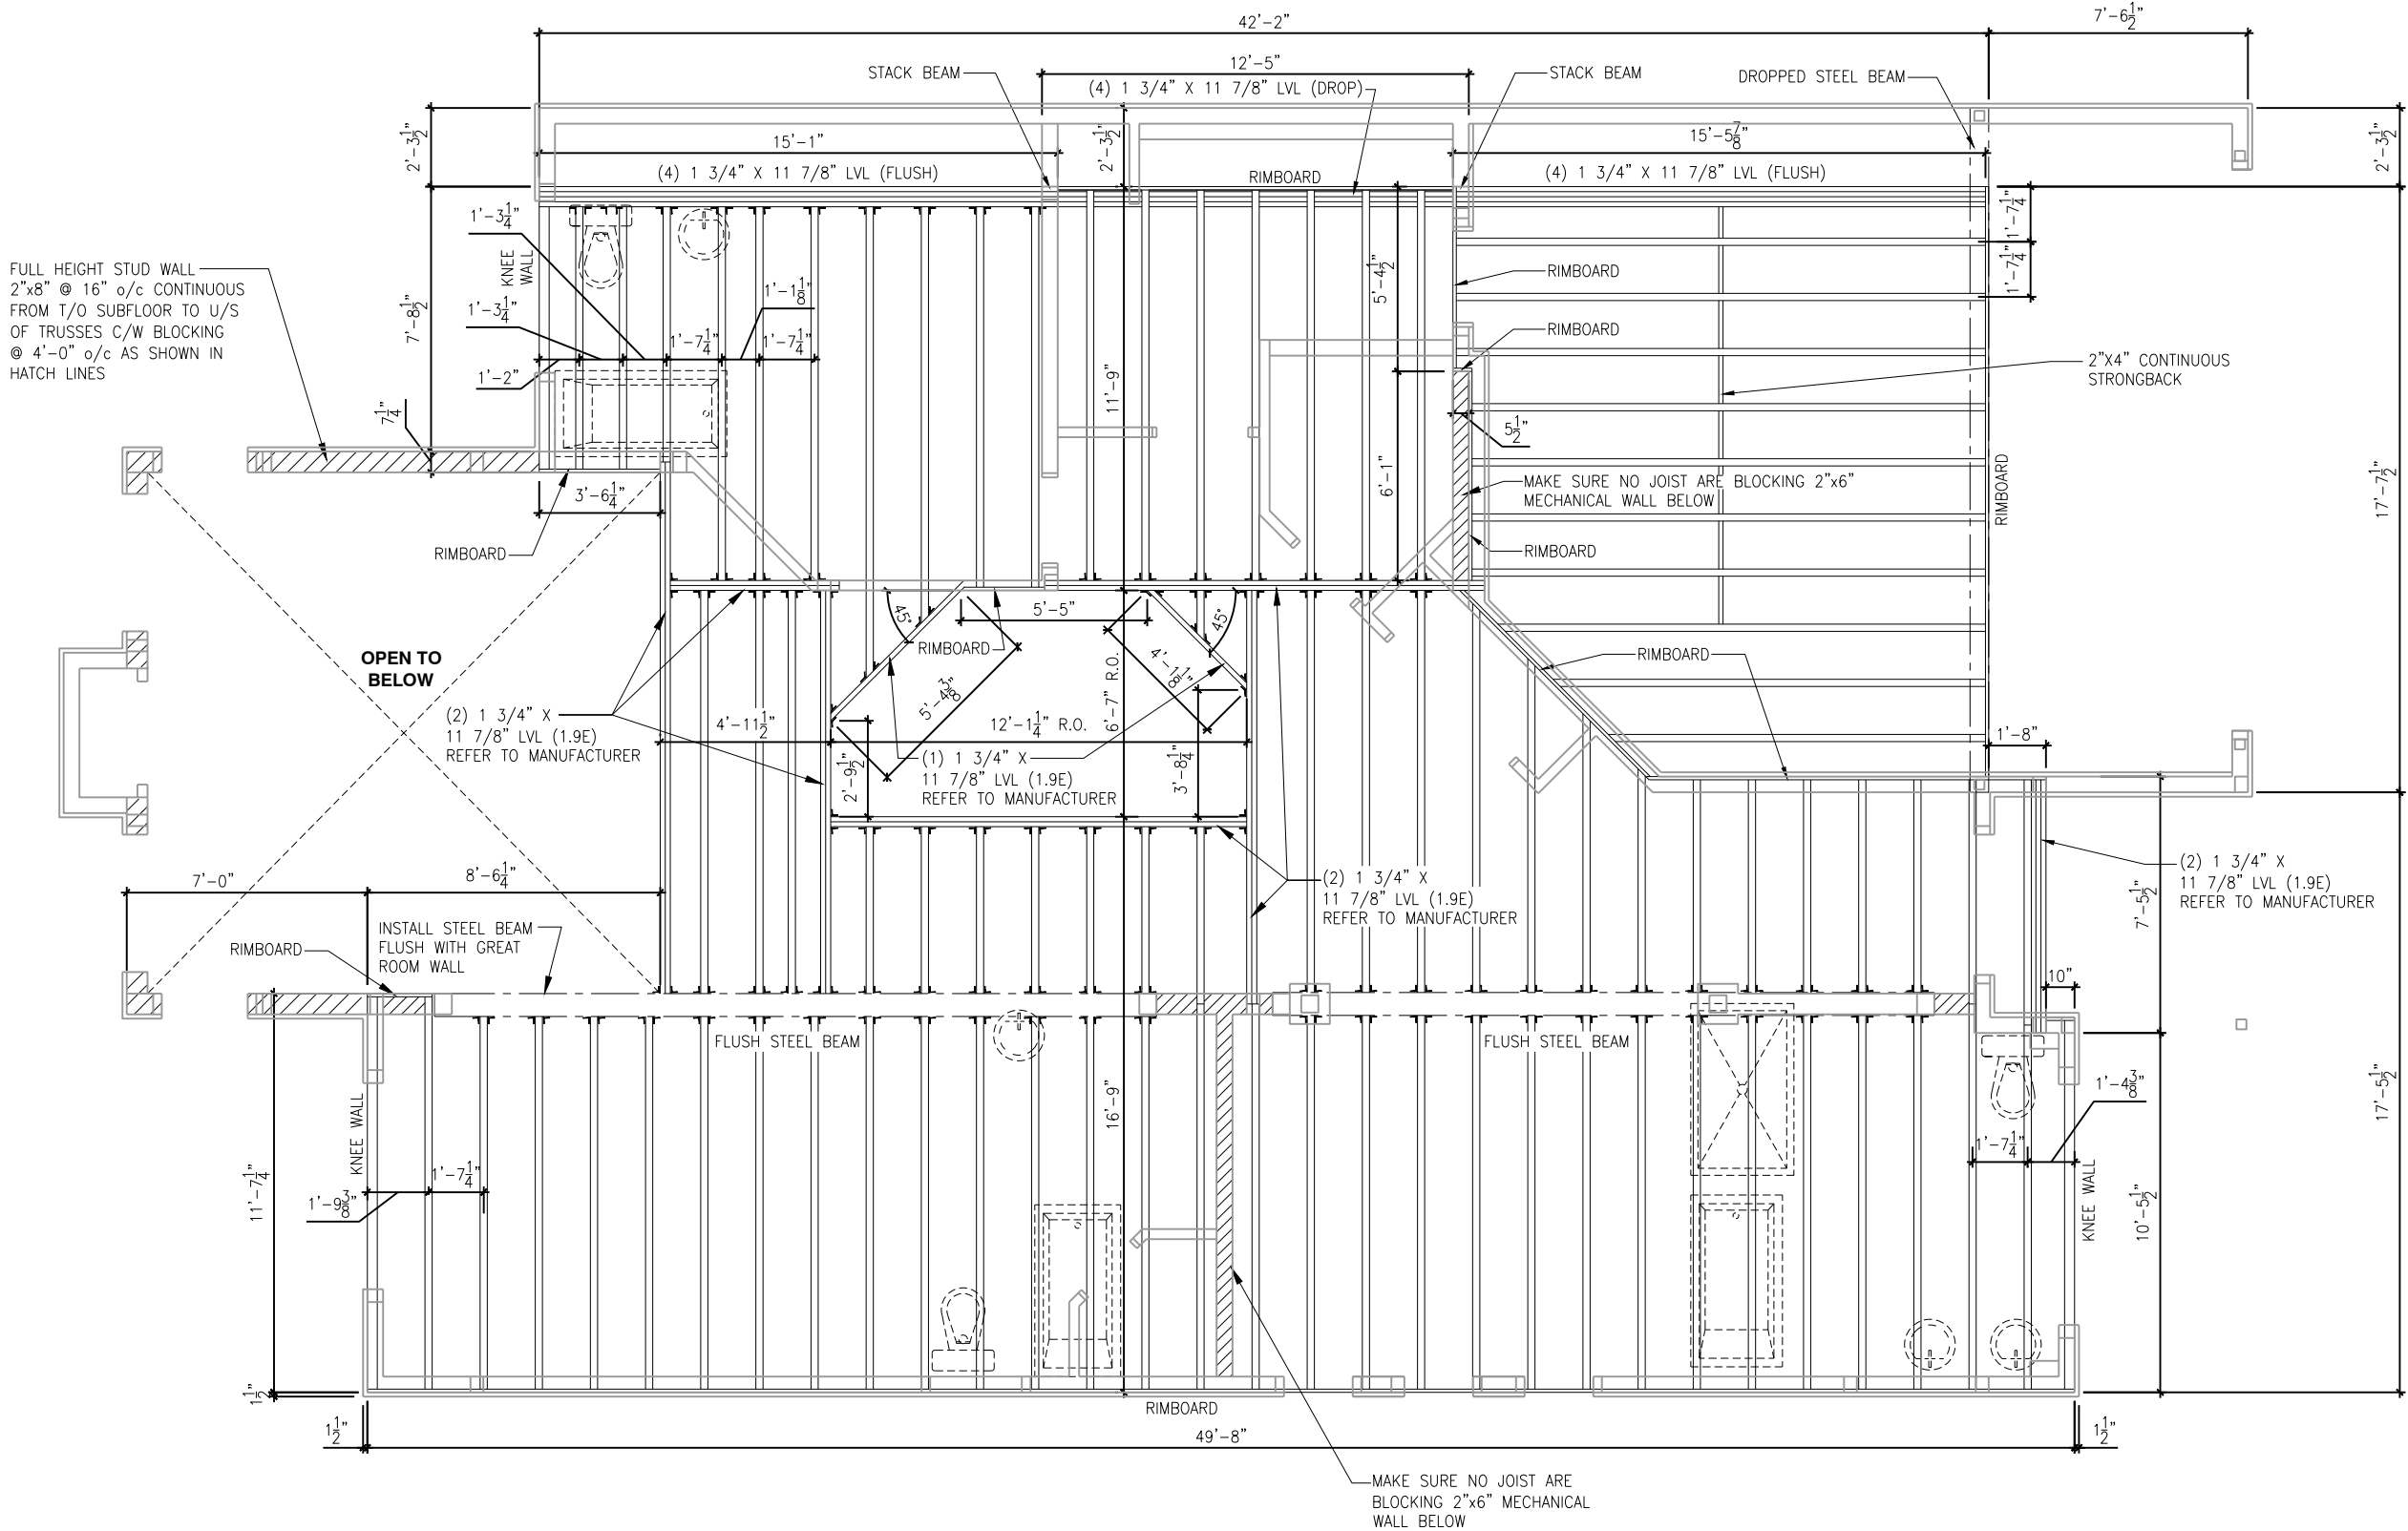 42'-2"
7'-6 1/2"
STACK BEAM
12'-5"
STACK BEAM
DROPPED STEEL BEAM
(4) 1 3/4" X 11 7/8" LVL (DROP)
2'-3 1/2"
15'-1"
2'-3 1/2"
15'-5 7/8"
2'-3 1/2"
(4) 1 3/4" X 11 7/8" LVL (FLUSH)
RIMBOARD
(4) 1 3/4" X 11 7/8" LVL (FLUSH)
1'-3 1/4"
1'-7 1/4"
1'-7 1/4"
KNEE
WALL
FULL HEIGHT STUD WALL
2"x8" @ 16" o/c CONTINUOUS
FROM T/O SUBFLOOR TO U/S
OF TRUSSES C/W BLOCKING
@ 4'-0" o/c AS SHOWN IN
HATCH LINES
7'-8 1/2"
1'-3 1/4"
1'-1 1/8"
1'-7 1/4"
1'-7 1/4"
1'-2"
5'-4 1/2"
RIMBOARD
RIMBOARD
2"X4" CONTINUOUS
STRONGBACK
11'-9"
7 1/4"
5 1/2"
3'-6 1/4"
6'-1"
MAKE SURE NO JOIST ARE BLOCKING 2"x6"
MECHANICAL WALL BELOW
RIMBOARD
17'-7 1/2"
RIMBOARD
RIMBOARD
45°
5'-5"
45°
RIMBOARD
OPEN TO
BELOW
RIMBOARD
5'-4 3/8"
6'-7" R.O.
4'-1 1/8"
(2) 1 3/4" X
11 7/8" LVL (1.9E)
REFER TO MANUFACTURER
4'-11 1/2"
12'-1 1/4" R.O.
1'-8"
2'-9 1/2"
(1) 1 3/4" X
11 7/8" LVL (1.9E)
REFER TO MANUFACTURER
3'-8 1/4"
7'-0"
8'-6 1/4"
(2) 1 3/4" X
11 7/8" LVL (1.9E)
REFER TO MANUFACTURER
7'-5 1/2"
(2) 1 3/4" X
11 7/8" LVL (1.9E)
REFER TO MANUFACTURER
RIMBOARD
INSTALL STEEL BEAM
FLUSH WITH GREAT
ROOM WALL
10"
FLUSH STEEL BEAM
FLUSH STEEL BEAM
16'-9"
1'-4 3/8"
17'-5 1/2"
KNEE WALL
1'-7 1/4"
11'-7 1/4"
1'-9 3/8"
1'-7 1/4"
KNEE WALL
10'-5 1/2"
1 1/2"
RIMBOARD
1 1/2"
49'-8"
1 1/2"
MAKE SURE NO JOIST ARE
BLOCKING 2"x6" MECHANICAL
WALL BELOW